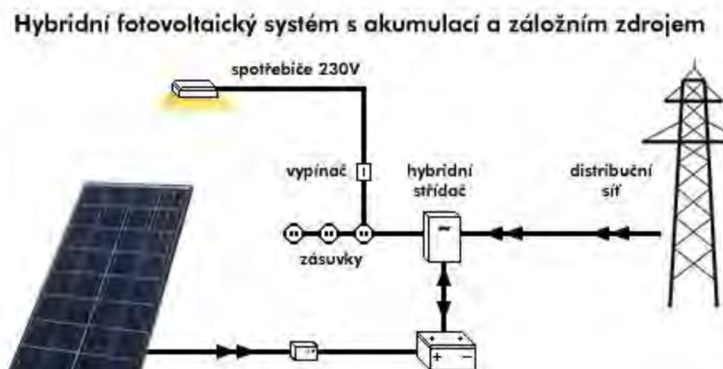 Hybridní fotovoltaický systém s akumulací a záložním zdrojem
spotřebiče 230V
vypínač
hybridní
střídač
distribuční
síť
zásuvky